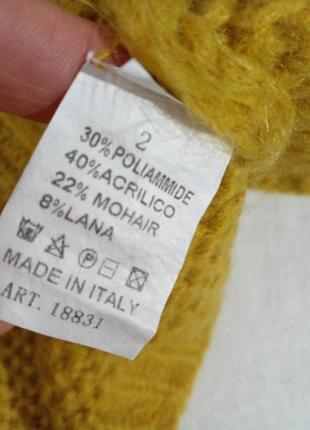 2
30% POLIAMMIDE
40% ACRILICO
22% MOHAIR
8% LANA
P
MADE IN ITALY
ART. 18831